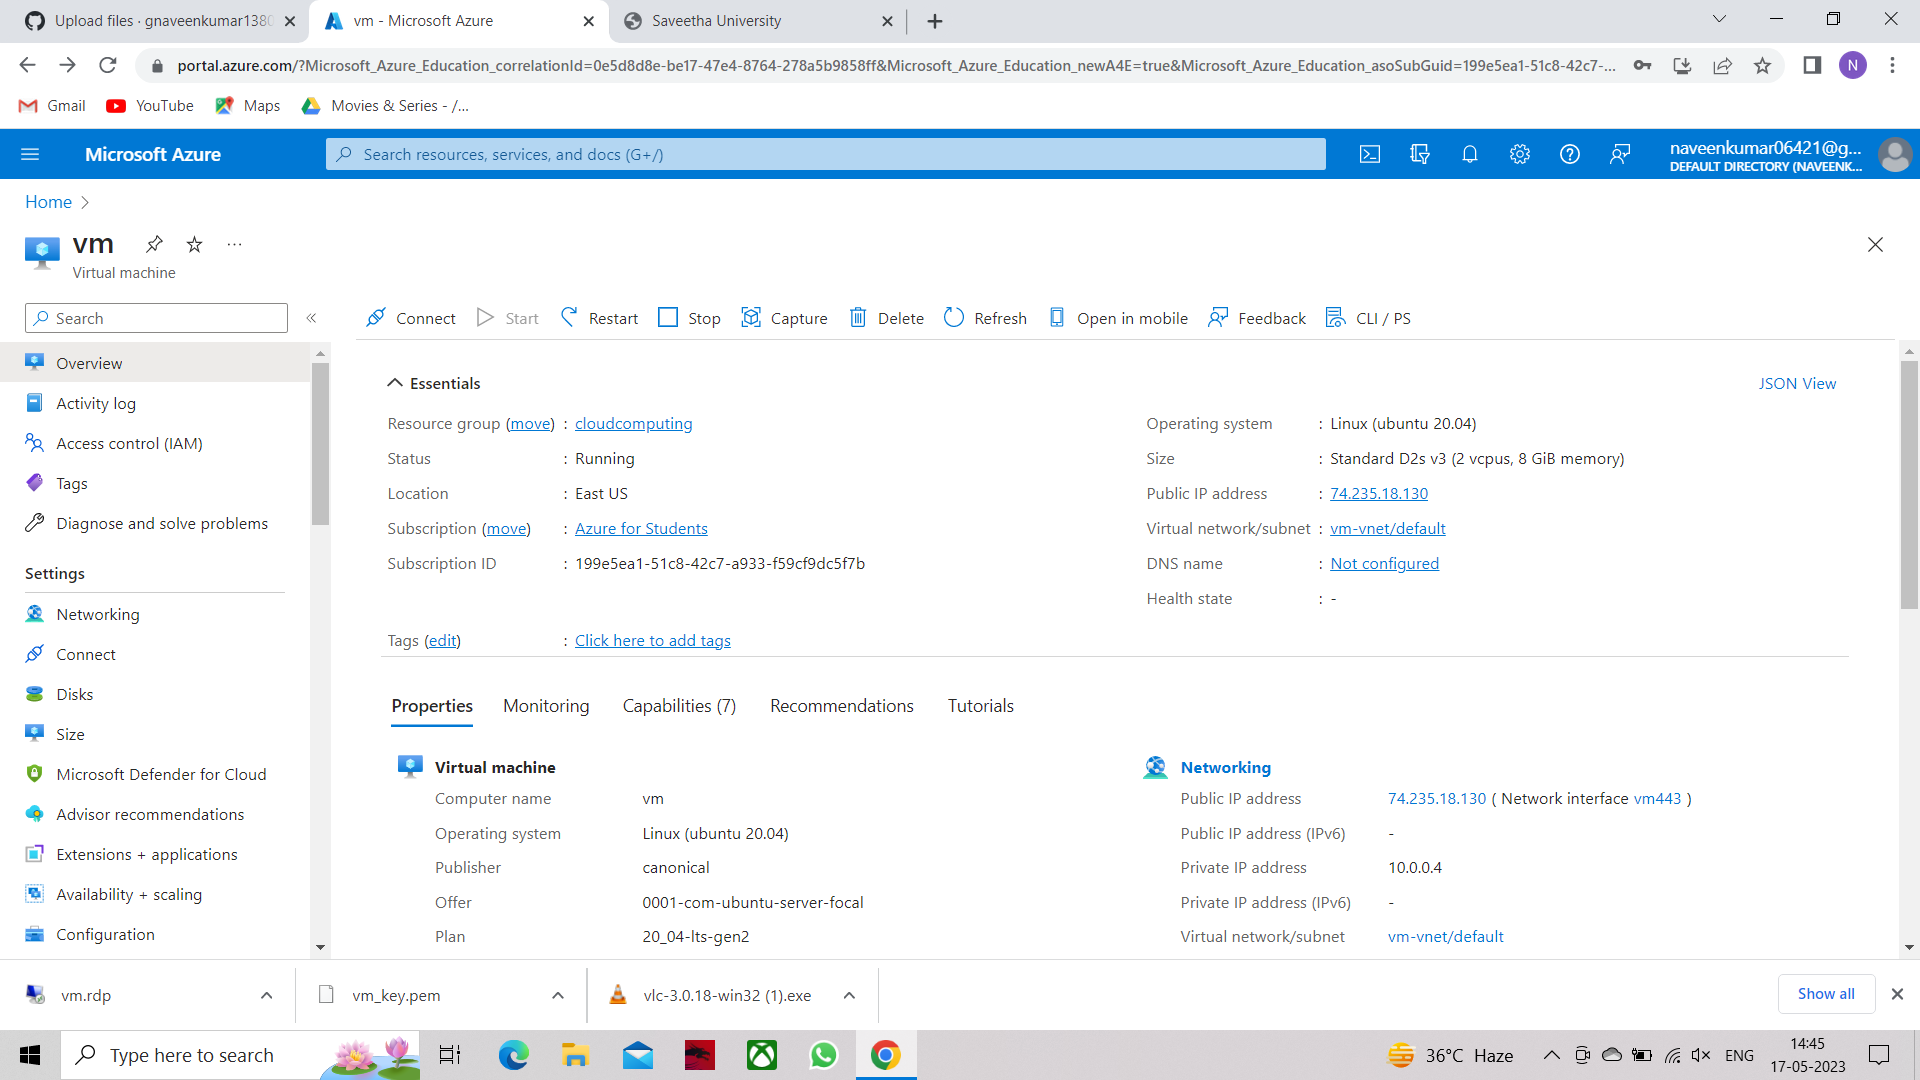 Upload files · gnaveenkumar1380
vm - Microsoft Azure
Saveetha University
portal.azure.com/?Microsoft_Azure_Education_correlationId=0e5d8d8e-be17-47e4-8764-278a5b9858ff&Microsoft_Azure_Education_newA4E=true&Microsoft_Azure_Education_asoSubGuid=199e5ea1-51c8-42c7-...
N
Gmail
YouTube
Maps
Movies & Series - /...
Microsoft Azure
Search resources, services, and docs (G+/)
naveenkumar06421@g...
DEFAULT DIRECTORY (NAVEENK...
Home
vm
Virtual machine
Search
Connect
Start
Restart
Stop
Capture
Delete
Refresh
Open in mobile
Feedback
CLI / PS
Overview
Activity log
Access control (IAM)
Tags
Diagnose and solve problems
Settings
Networking
Connect
Disks
Size
Microsoft Defender for Cloud
Advisor recommendations
Extensions + applications
Availability + scaling
Configuration
Essentials
JSON View
Resource group (move) : cloudcomputing
Status : Running
Location : East US
Subscription (move) : Azure for Students
Subscription ID : 199e5ea1-51c8-42c7-a933-f59cf9dc5f7b
Operating system : Linux (ubuntu 20.04)
Size : Standard D2s v3 (2 vcpus, 8 GiB memory)
Public IP address : 74.235.18.130
Virtual network/subnet : vm-vnet/default
DNS name : Not configured
Health state : -
Tags (edit) : Click here to add tags
Properties
Monitoring
Capabilities (7)
Recommendations
Tutorials
Virtual machine
Computer name vm
Operating system Linux (ubuntu 20.04)
Publisher canonical
Offer 0001-com-ubuntu-server-focal
Plan 20_04-lts-gen2
Networking
Public IP address 74.235.18.130 ( Network interface vm443 )
Public IP address (IPv6) -
Private IP address 10.0.0.4
Private IP address (IPv6) -
Virtual network/subnet vm-vnet/default
vm.rdp
vm_key.pem
vlc-3.0.18-win32 (1).exe
Show all
Type here to search
36°C Haze
ENG
14:45
17-05-2023